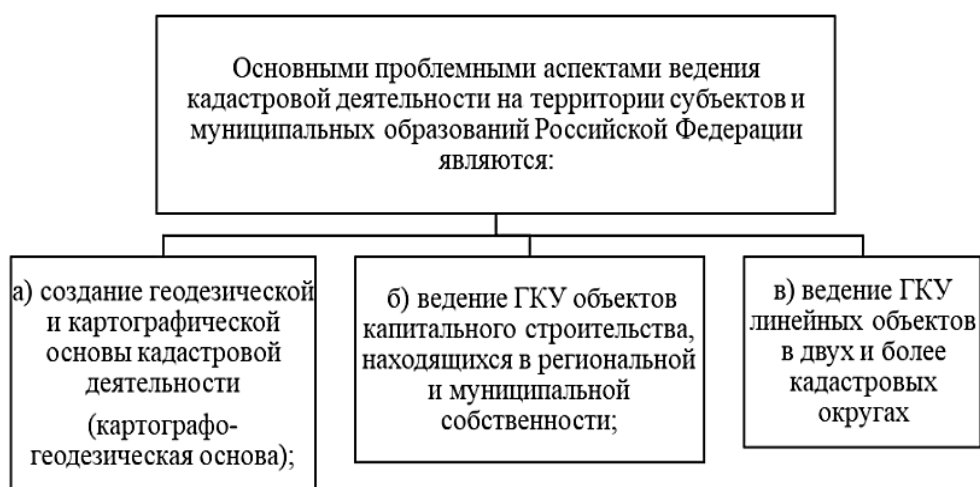 Основными проблемными аспектами ведения
кадастровой деятельности на территории субъектов и
муниципальных образований Российской Федерации
являются:
а) создание геодезической
и картографической
основы кадастровой
деятельности
(картографо-
геодезическая основа);
б) ведение ГКУ объектов
капитального строительства,
находящихся в региональной
и муниципальной
собственности;
в) ведение ГКУ
линейных объектов
в двух и более
кадастровых
округах